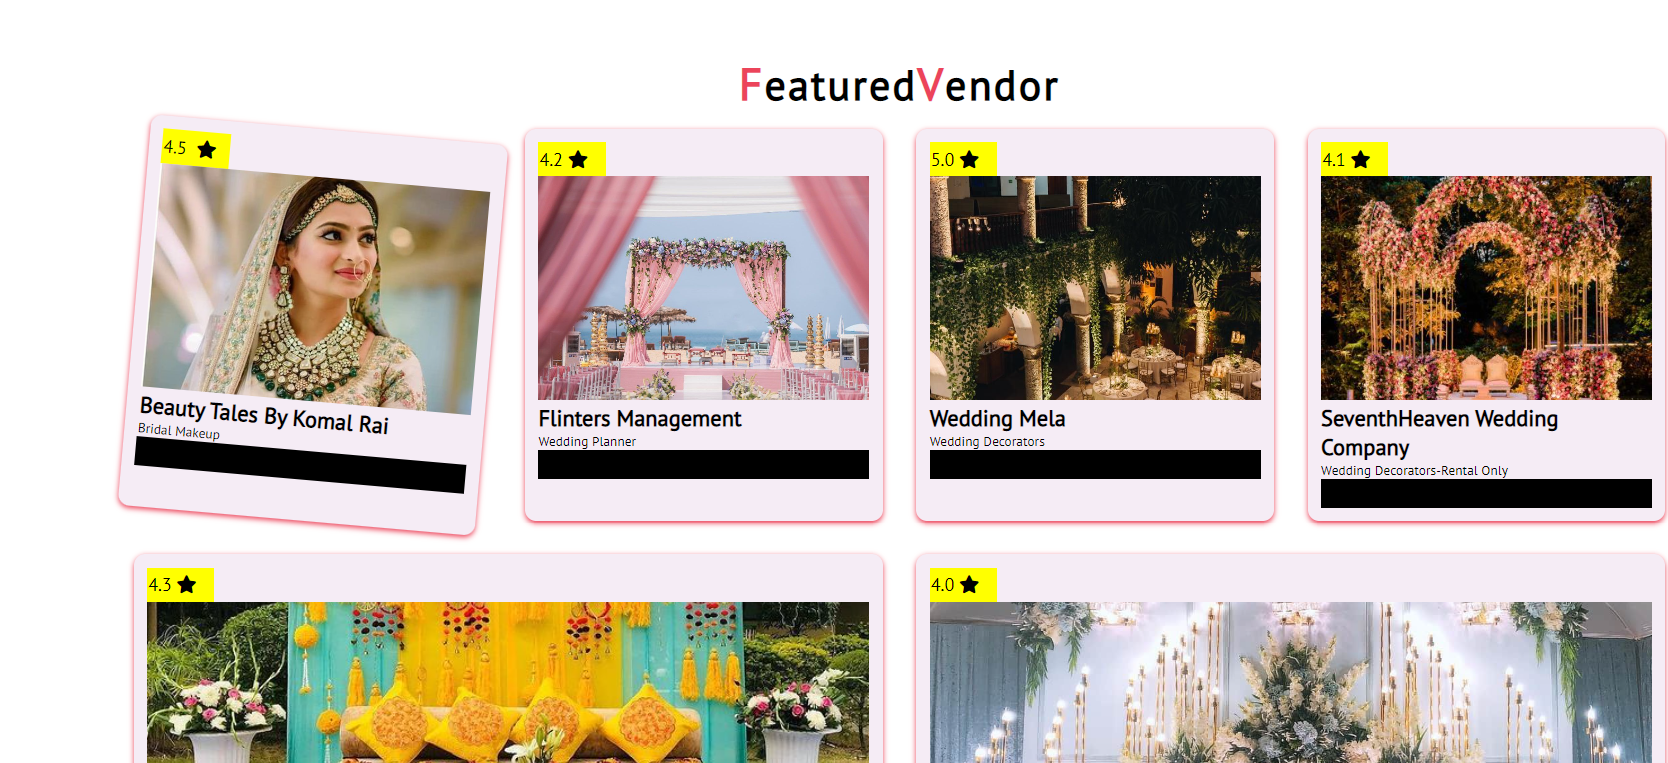 FeaturedVendor
4.5
Beauty Tales By Komal Rai
Bridal Makeup
4.2
Flinters Management
Wedding Planner
5.0
Wedding Mela
Wedding Decorators
4.1
SeventhHeaven Wedding
Company
Wedding Decorators-Rental Only
4.3
4.0